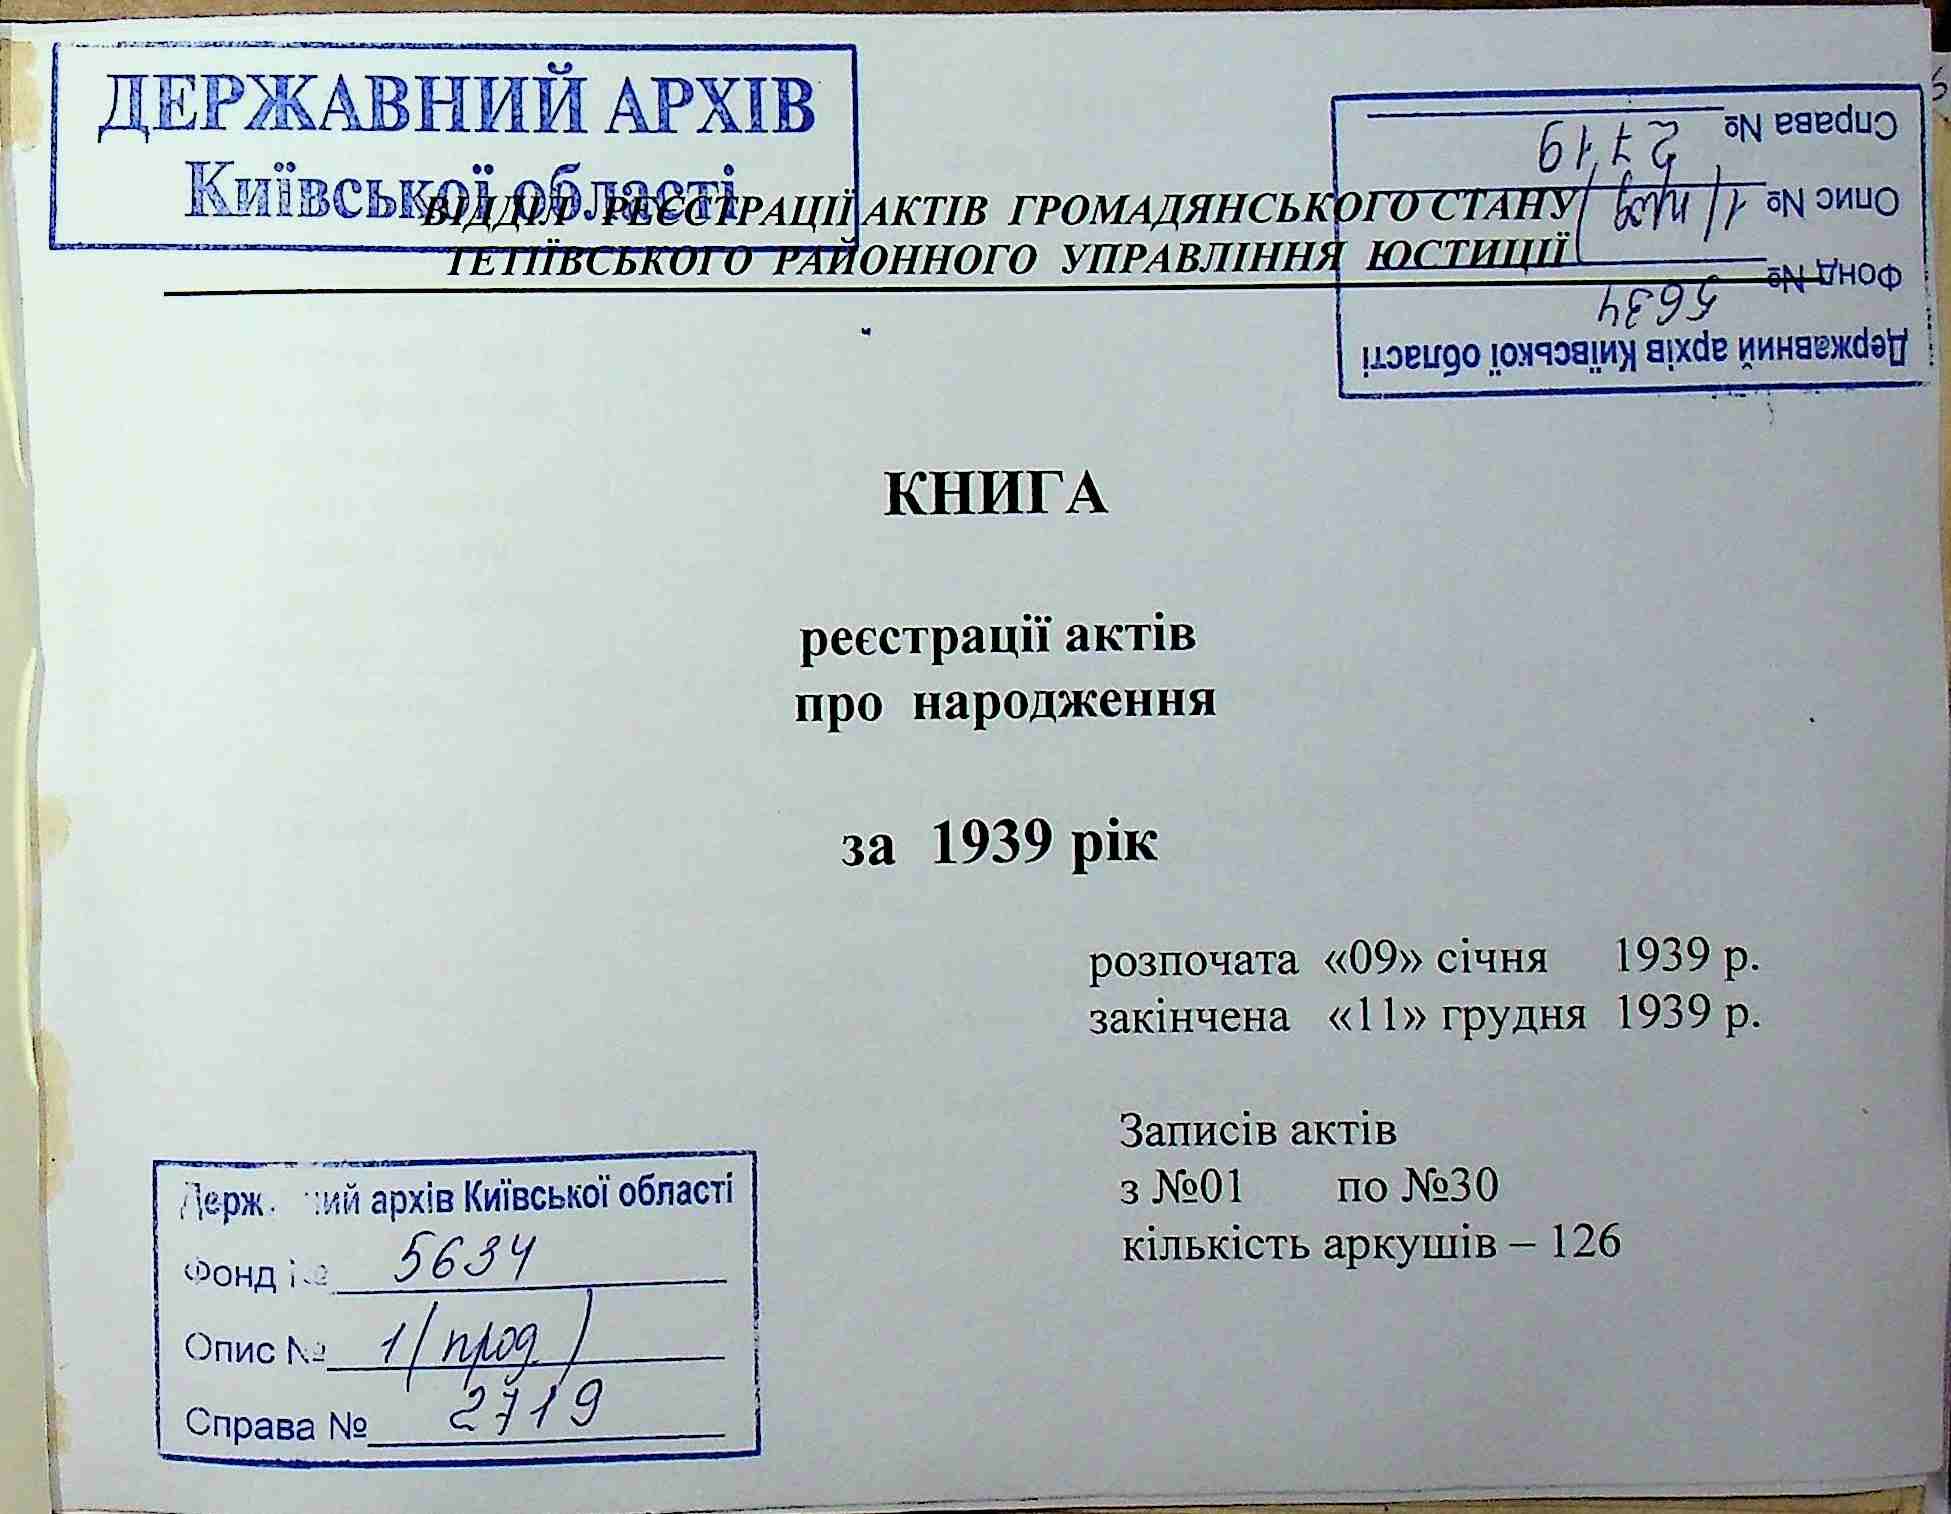 ДЕРЖАВНИЙ АРХІВ
Київської області
ВІДДІЛ РЕЄСТРАЦІЇ АКТІВ ГРОМАДЯНСЬКОГО СТАНУ
ТЕТІЇВСЬКОГО РАЙОННОГО УПРАВЛІННЯ ЮСТИЦІЇ
Державний архів Київської області
Фонд № 5634
Опис № 1 (прод)
Справа № 2719
КНИГА
реєстрації актів
про народження
за 1939 рік
розпочата «09» січня 1939 р.
закінчена «11» грудня 1939 р.
Записів актів
з №01 по №30
кількість аркушів – 126
Держ ий архів Київської області
Фонд № 5634
Опис № 1 (прод)
Справа № 2719